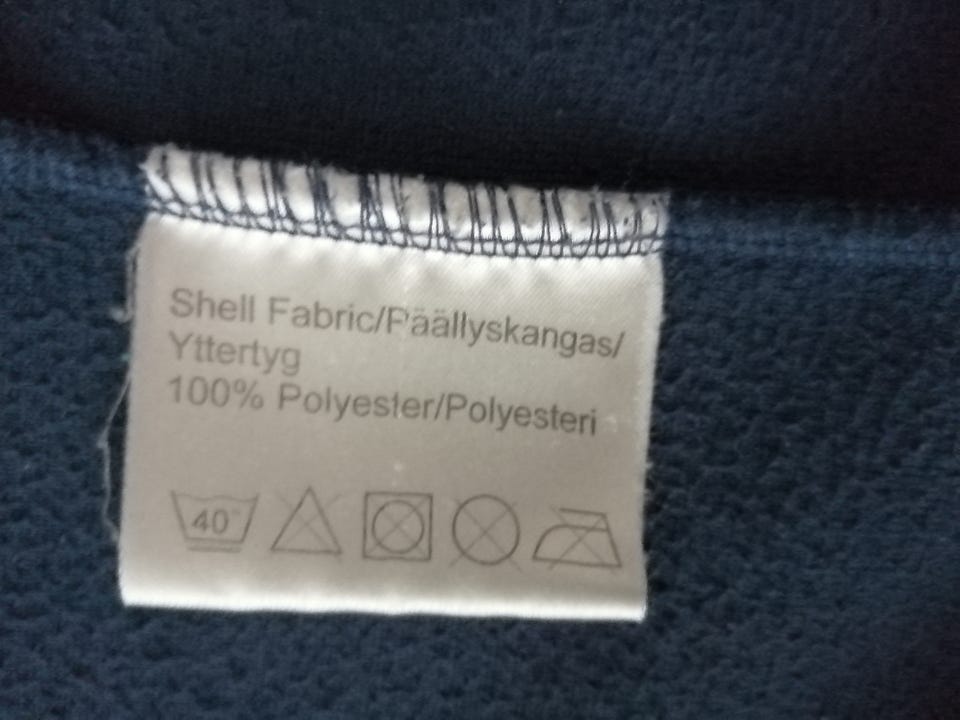 Shell Fabric/Päällyskangas/
Yttertyg
100% Polyester/Polyesteri
40°